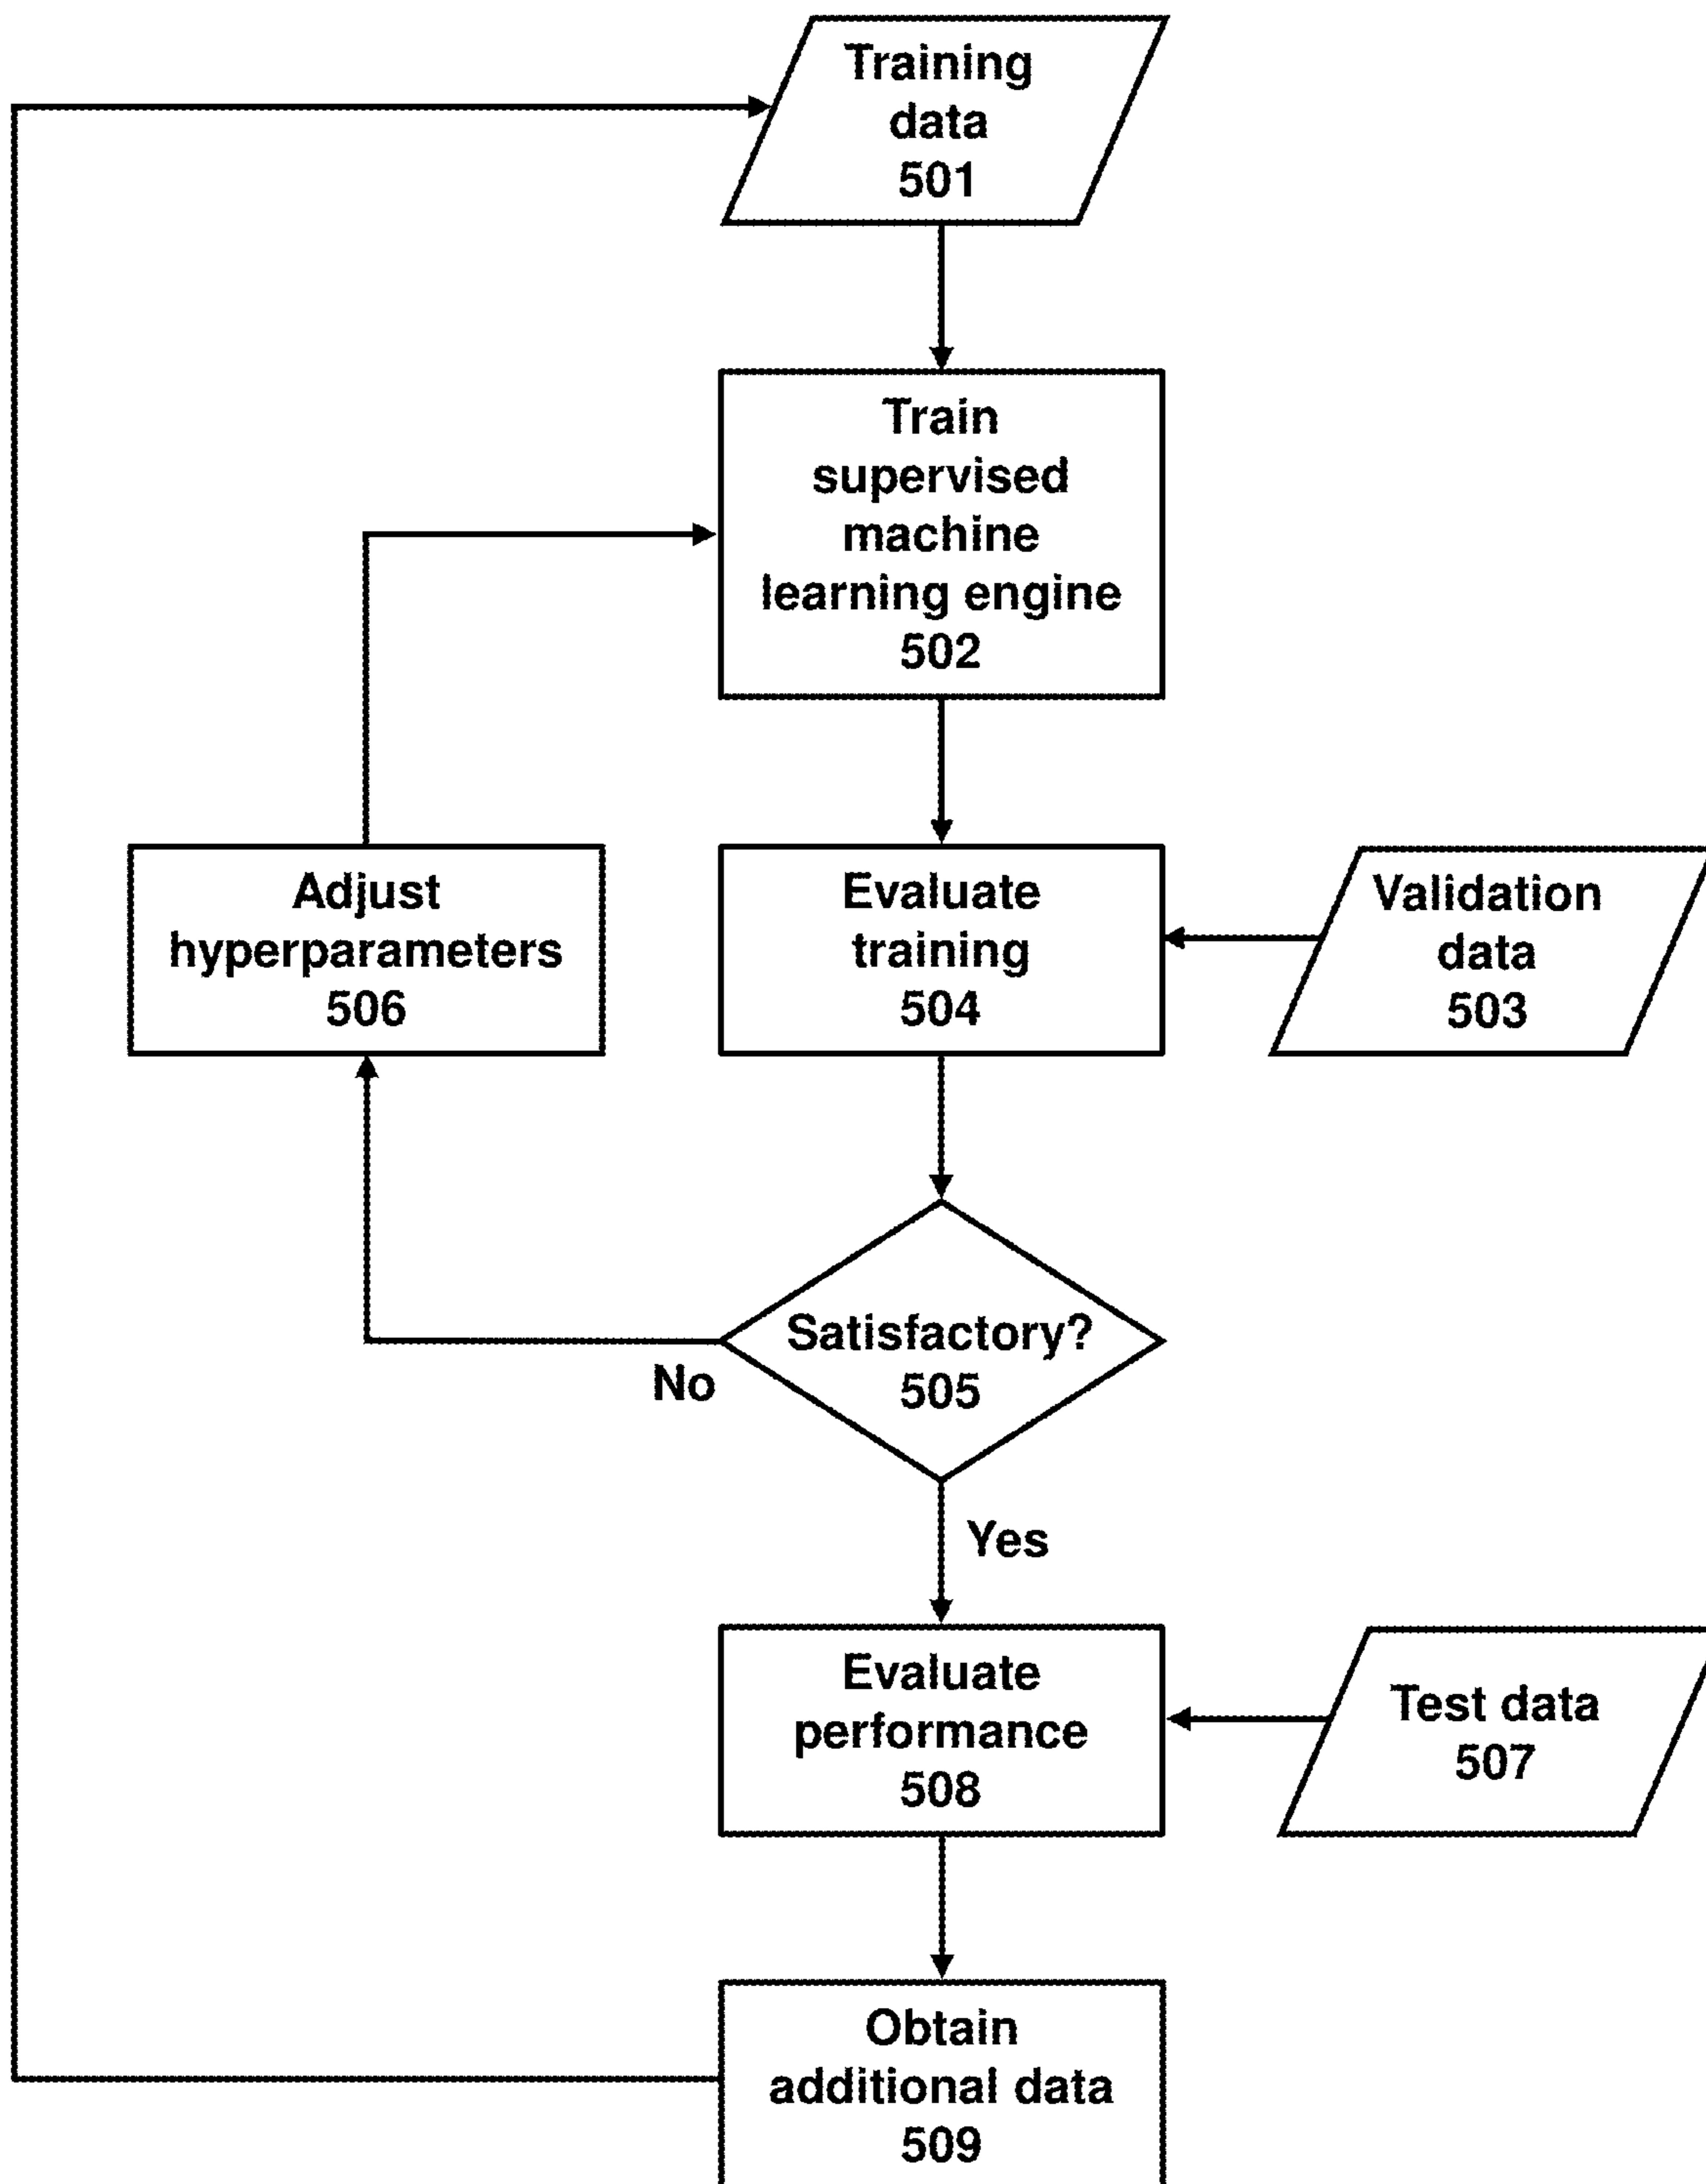 Training
data
501
Train
supervised
machine
learning engine
502
Adjust
hyperparameters
506
Evaluate
training
504
Validation
data
503
Satisfactory?
505
No
Yes
Evaluate
performance
508
Test data
507
Obtain
additional data
509